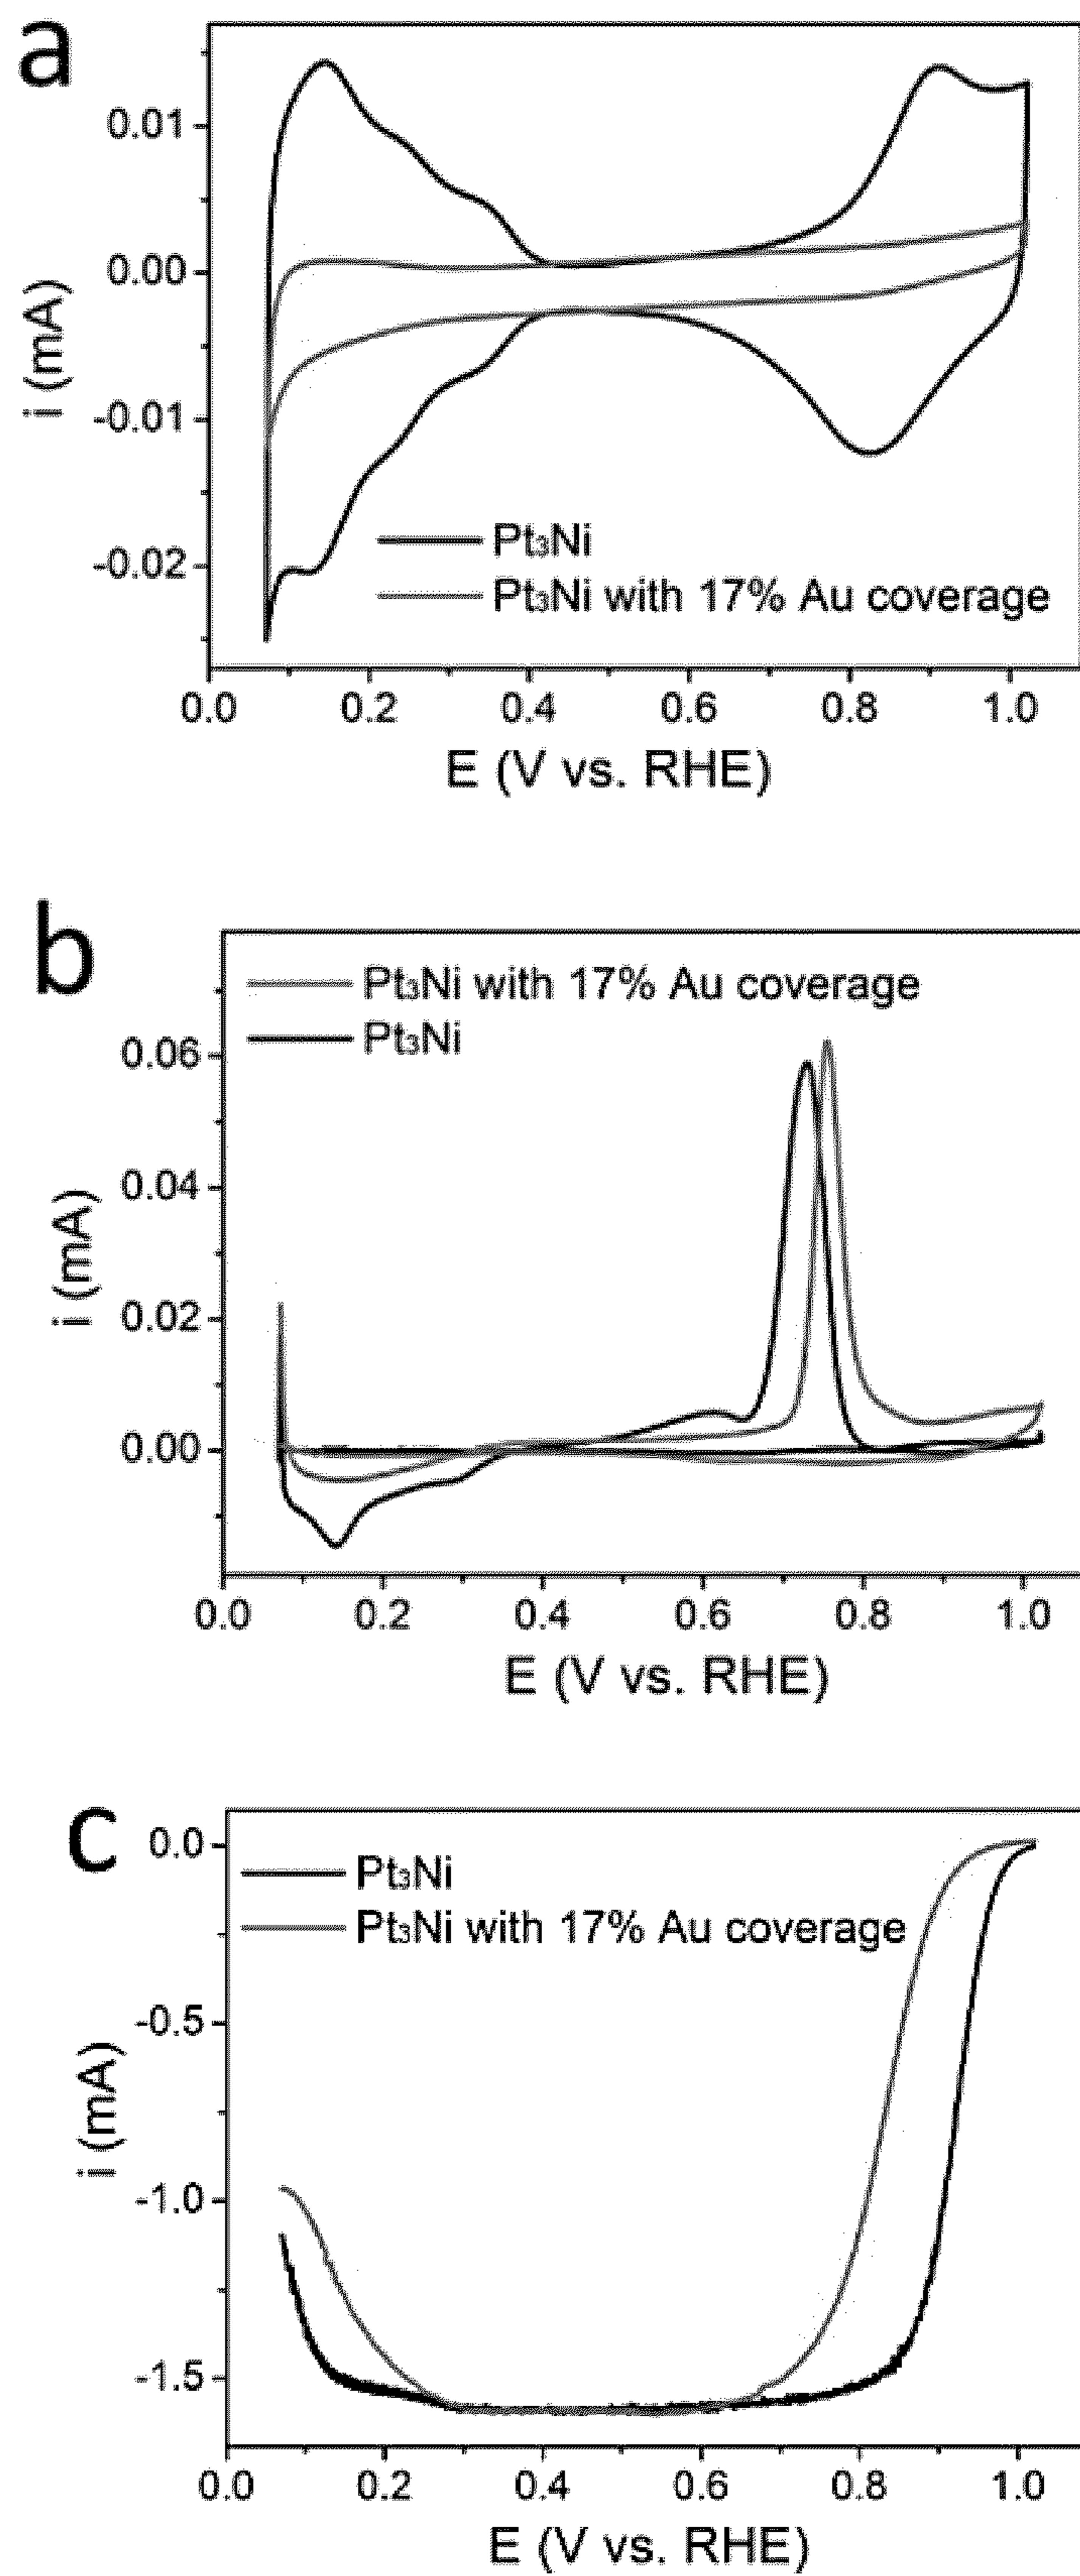 a
0.01
0.00
-0.01
-0.02
i (mA)
Pt₃Ni
Pt₃Ni with 17% Au coverage
0.0 0.2 0.4 0.6 0.8 1.0
E (V vs. RHE)
b
Pt₃Ni with 17% Au coverage
Pt₃Ni
0.06
0.04
0.02
0.00
i (mA)
0.0 0.2 0.4 0.6 0.8 1.0
E (V vs. RHE)
c
0.0
-0.5
-1.0
-1.5
i (mA)
Pt₃Ni
Pt₃Ni with 17% Au coverage
0.0 0.2 0.4 0.6 0.8 1.0
E (V vs. RHE)